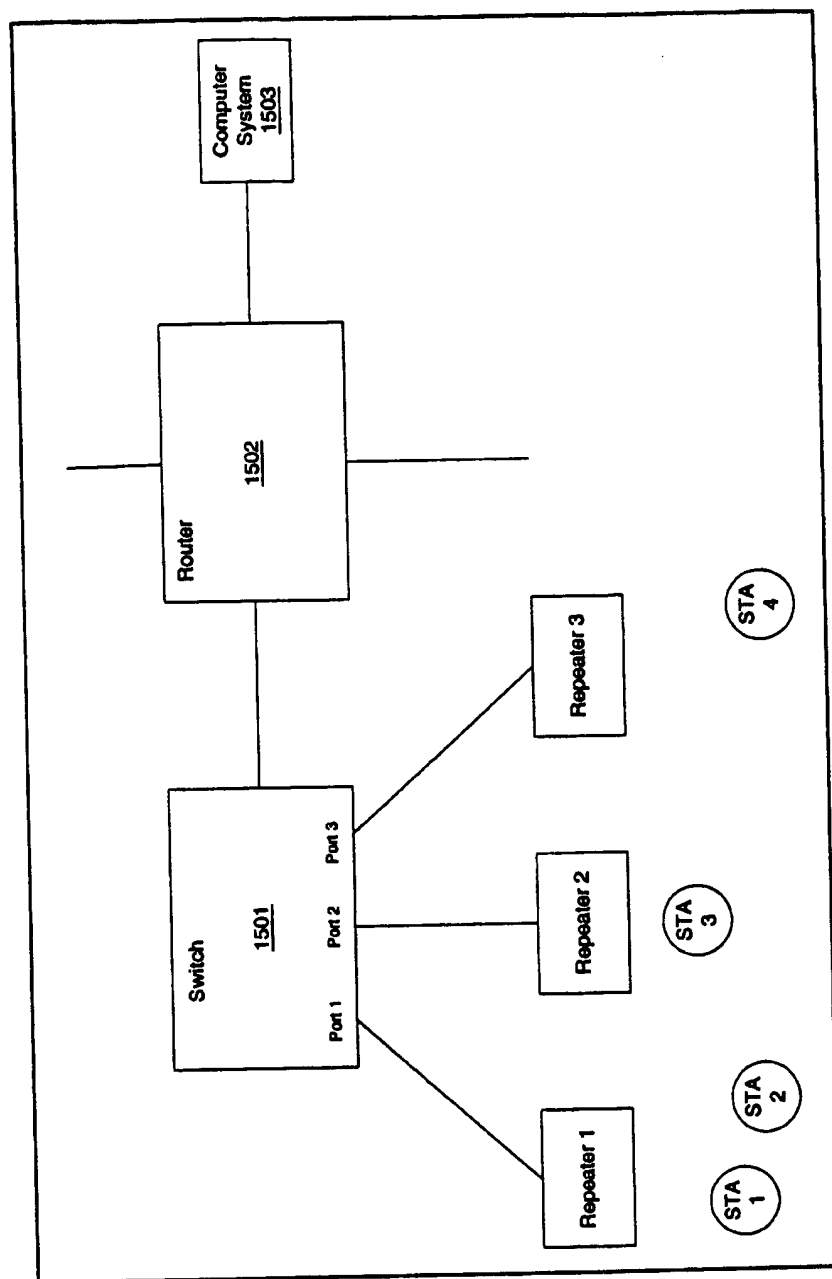 Switch
1501
Port 1
Port 2
Port 3
Router
1502
Computer
System
1503
Repeater 1
Repeater 2
Repeater 3
STA
1
STA
2
STA
3
STA
4